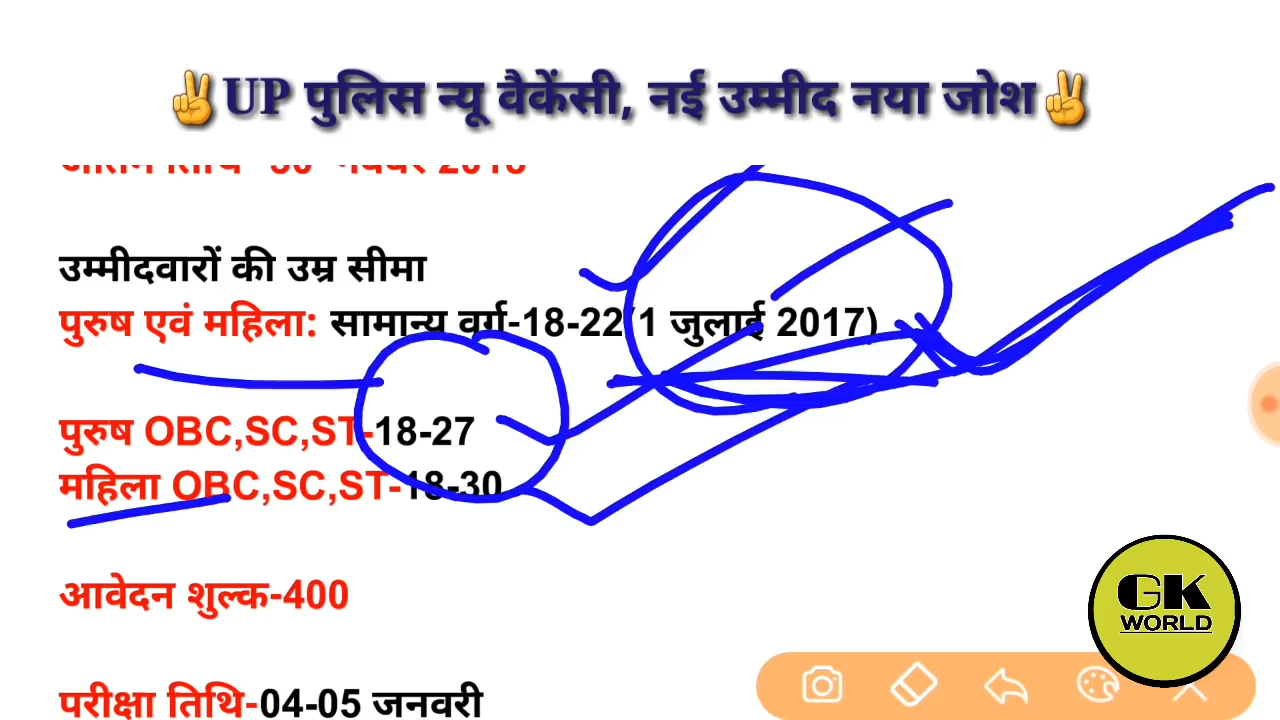 ✌UP पुलिस न्यू वैकेंसी, नई उम्मीद नया जोश✌
उम्मीदवारों की उम्र सीमा
पुरुष एवं महिला: सामान्य वर्ग-18-22(1 जुलाई 2017)
पुरुष OBC,SC,ST-18-27
महिला OBC,SC,ST-18-30
आवेदन शुल्क-400
GK
WORLD
परीक्षा तिथि-04-05 जनवरी